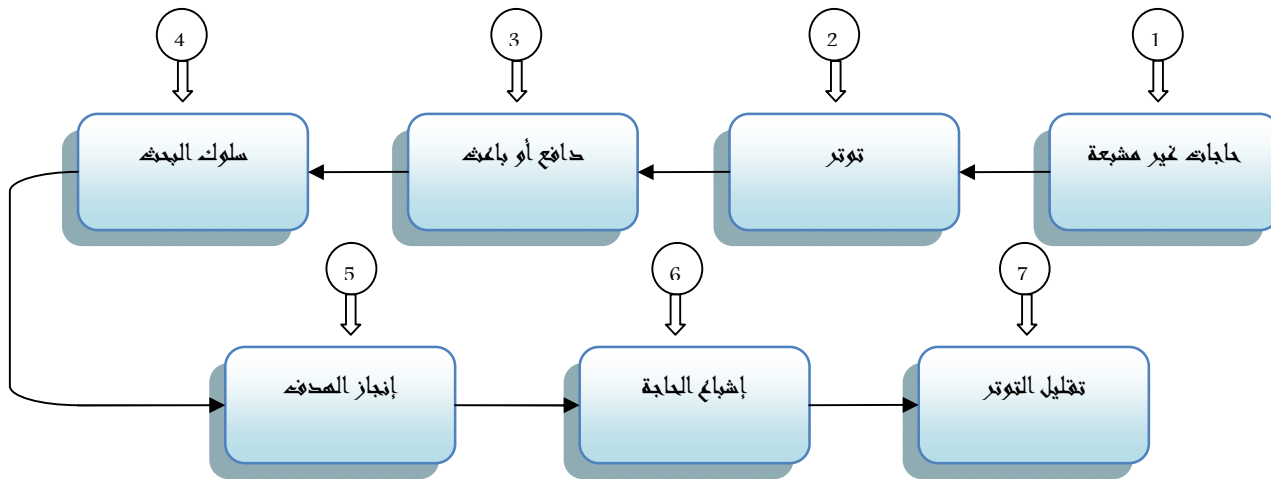 1
حاجات غير مشبعة
2
توتر
3
دافع أو باعث
4
سلوك البحث
5
إنجاز الهدف
6
إشباع الحاجة
7
تقليل التوتر